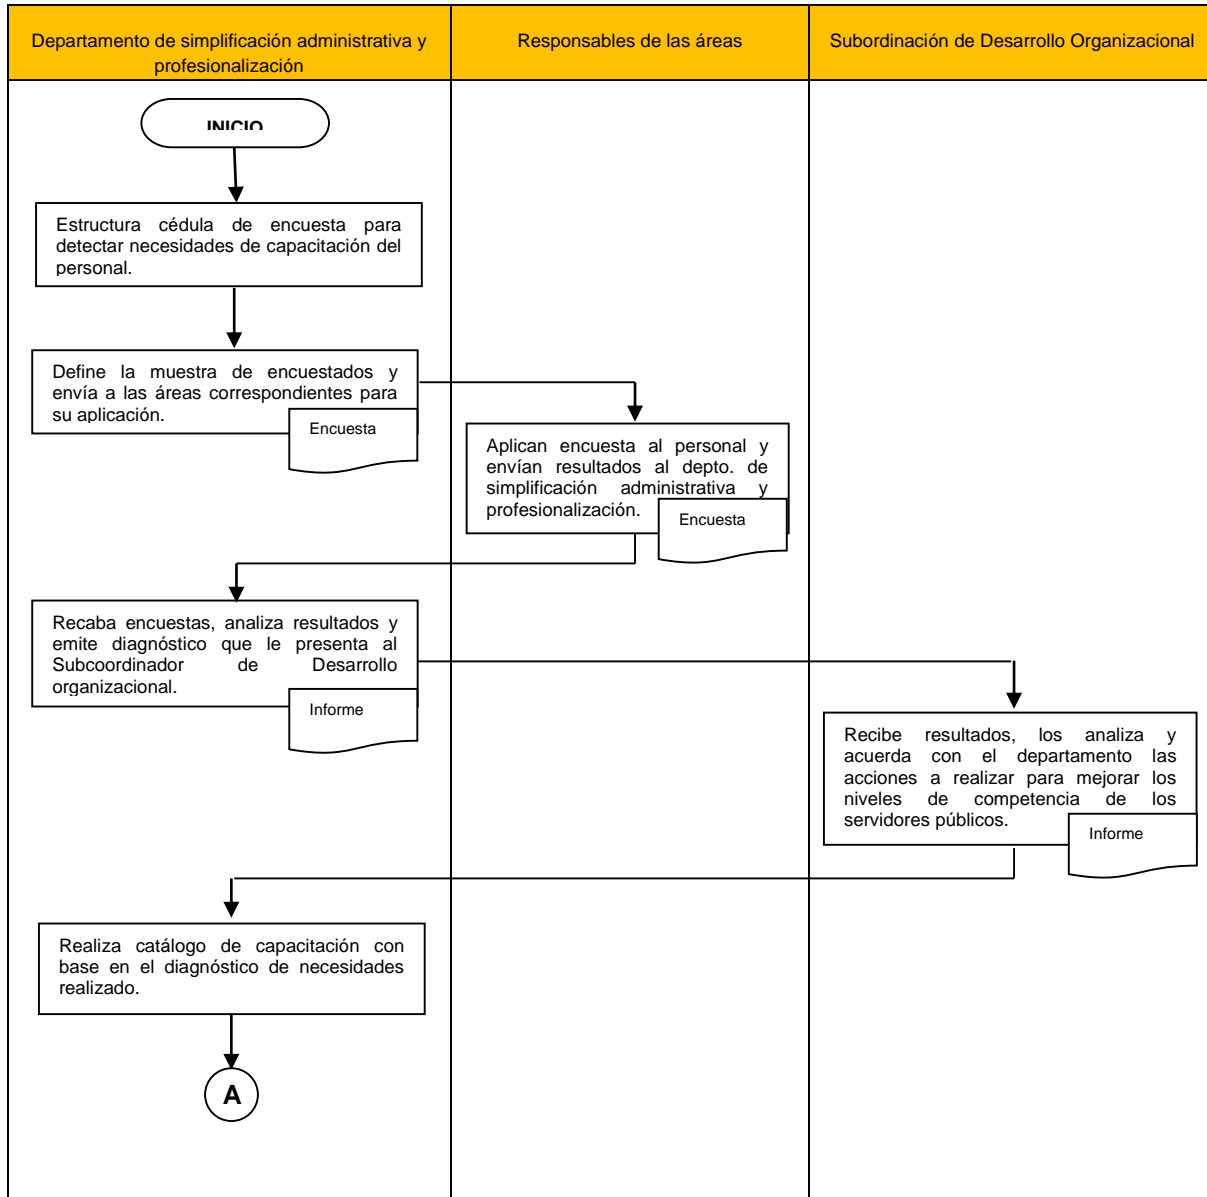 Departamento de simplificación administrativa y
profesionalización
Responsables de las áreas
Subordinación de Desarrollo Organizacional
INICIO
Estructura cédula de encuesta para
detectar necesidades de capacitación del
personal.
Define la muestra de encuestados y
envía a las áreas correspondientes para
su aplicación.
Encuesta
Aplican encuesta al personal y
envían resultados al depto. de
simplificación administrativa y
profesionalización.
Encuesta
Recaba encuestas, analiza resultados y
emite diagnóstico que le presenta al
Subcoordinador de Desarrollo
organizacional.
Informe
Recibe resultados, los analiza y
acuerda con el departamento las
acciones a realizar para mejorar los
niveles de competencia de los
servidores públicos.
Informe
Realiza catálogo de capacitación con
base en el diagnóstico de necesidades
realizado.
A